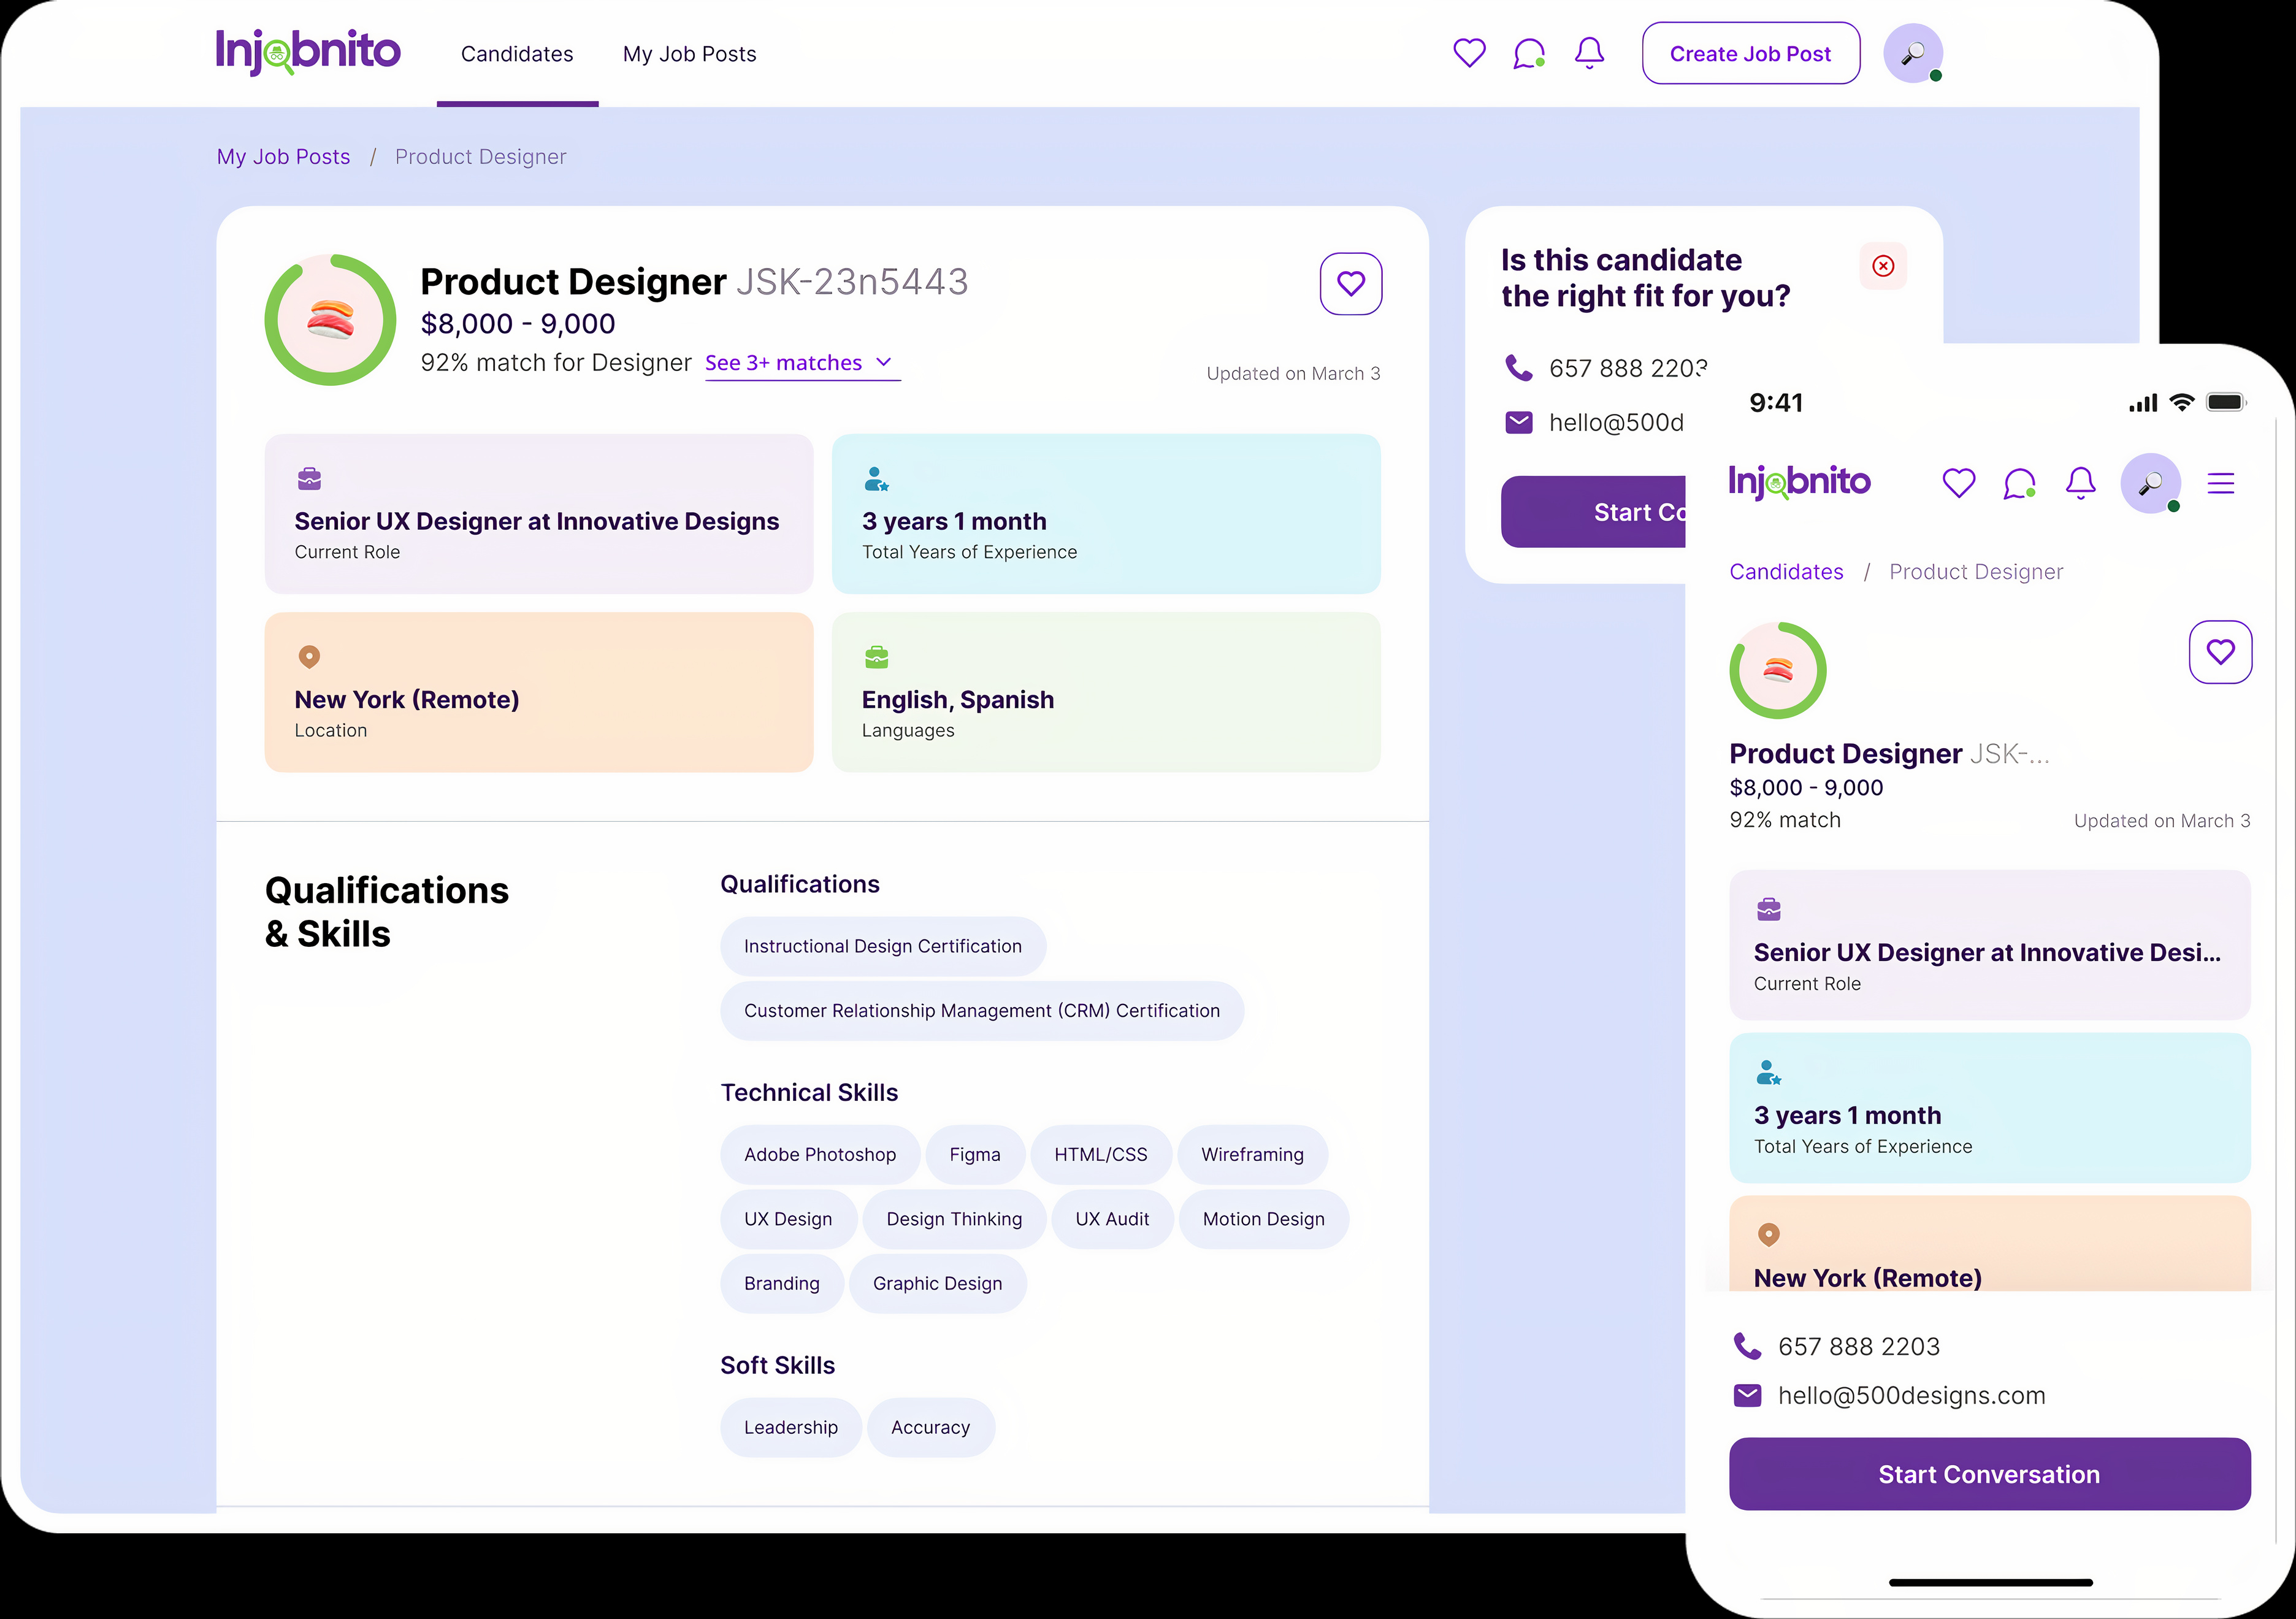 Injobnito
Candidates
My Job Posts
Create Job Post
My Job Posts / Product Designer
Product Designer JSK-23n5443
$8,000 - 9,000
92% match for Designer See 3+ matches
Updated on March 3
Senior UX Designer at Innovative Designs
Current Role
3 years 1 month
Total Years of Experience
New York (Remote)
Location
English, Spanish
Languages
Qualifications
& Skills
Qualifications
Instructional Design Certification
Customer Relationship Management (CRM) Certification
Technical Skills
Adobe Photoshop Figma HTML/CSS Wireframing
UX Design Design Thinking UX Audit Motion Design
Branding Graphic Design
Soft Skills
Leadership Accuracy
Is this candidate
the right fit for you?
657 888 2203
hello@500d
Start Co
9:41
Injobnito
Candidates / Product Designer
Product Designer JSK-...
$8,000 - 9,000
92% match
Updated on March 3
Senior UX Designer at Innovative Desi...
Current Role
3 years 1 month
Total Years of Experience
New York (Remote)
657 888 2203
hello@500designs.com
Start Conversation